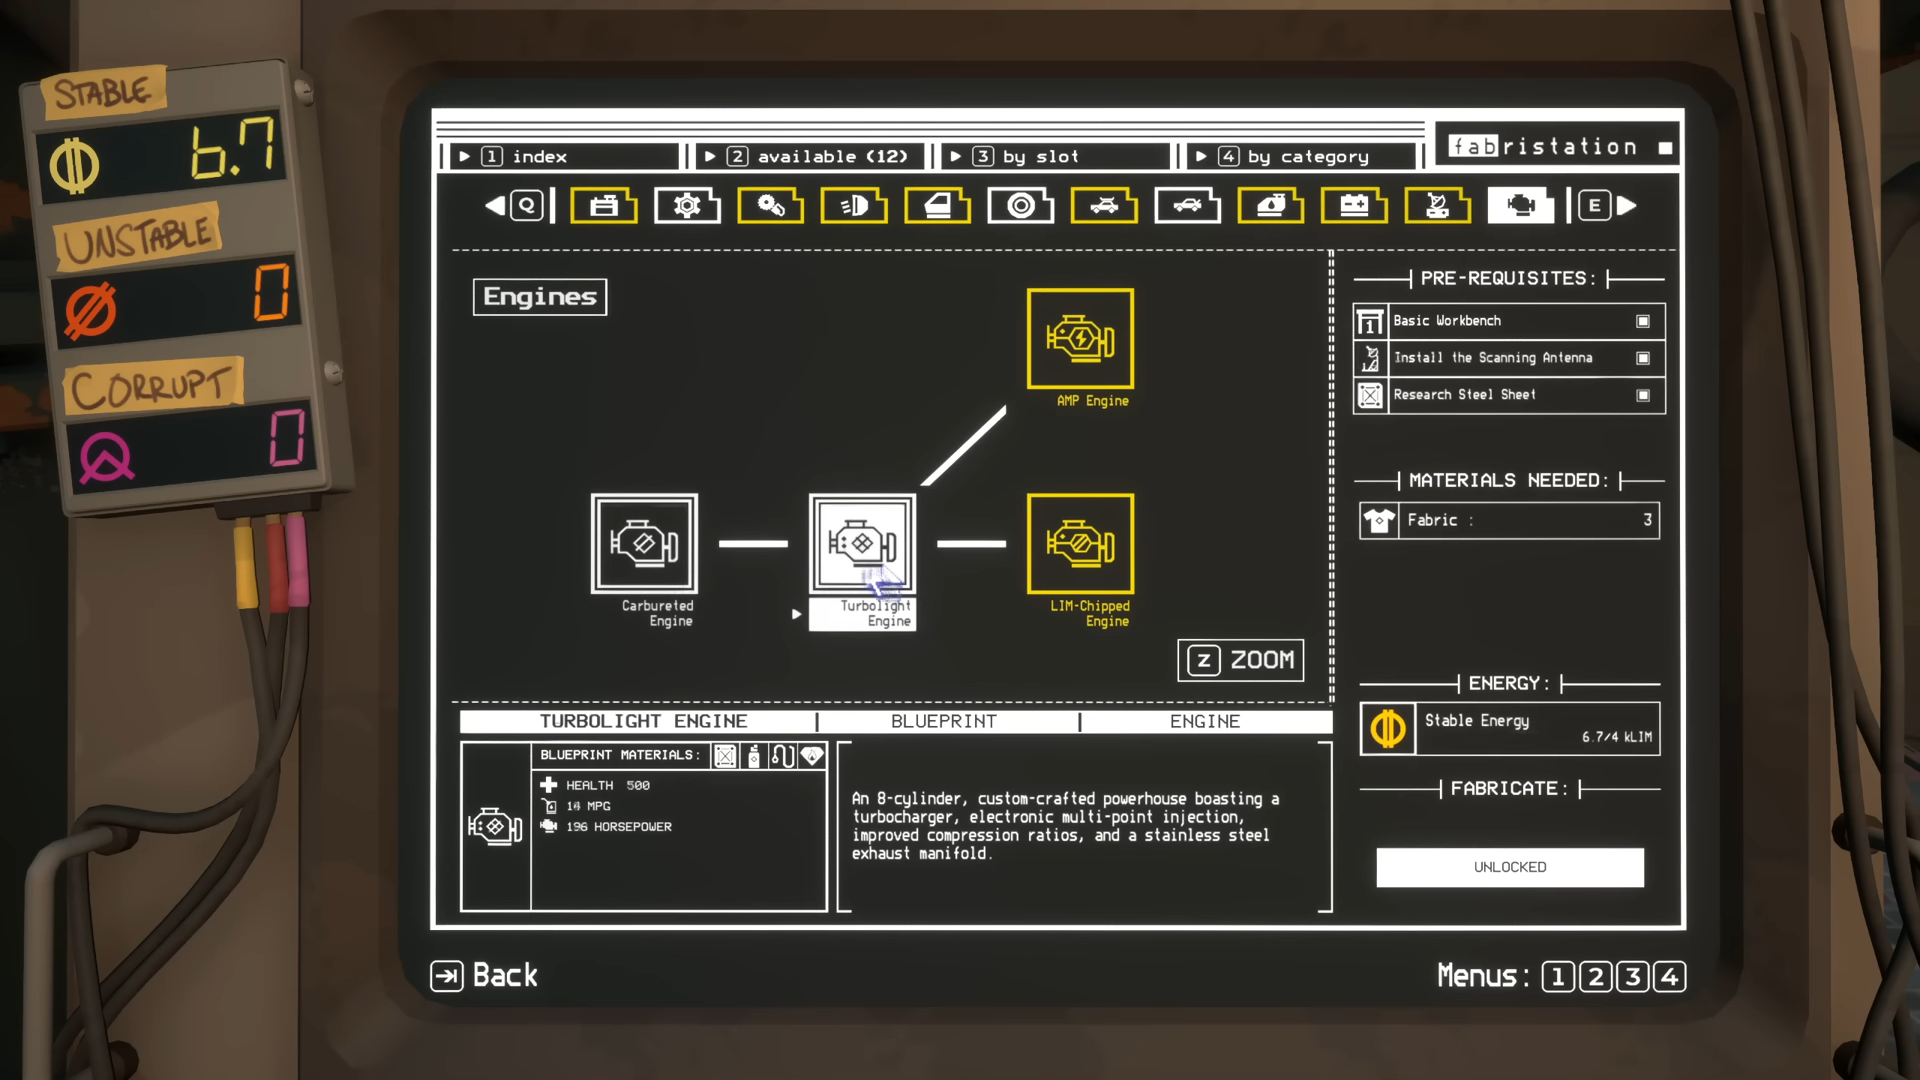 STABLE
6.7
UNSTABLE
0
CORRUPT
0
1 index
2 available (12)
3 by slot
4 by category
fabristation
Q
E
Engines
AMP Engine
Carbureted
Engine
Turbolight
Engine
LIM-Chipped
Engine
Z ZOOM
PRE-REQUISITES:
1 Basic Workbench
Install the Scanning Antenna
Research Steel Sheet
MATERIALS NEEDED:
Fabric : 3
ENERGY:
Stable Energy
6.7/4 kLIM
FABRICATE:
UNLOCKED
TURBOLIGHT ENGINE | BLUEPRINT | ENGINE
BLUEPRINT MATERIALS:
HEALTH 500
14 MPG
196 HORSEPOWER
An 8-cylinder, custom-crafted powerhouse boasting a
turbocharger, electronic multi-point injection,
improved compression ratios, and a stainless steel
exhaust manifold.
Back
Menus: 1 2 3 4